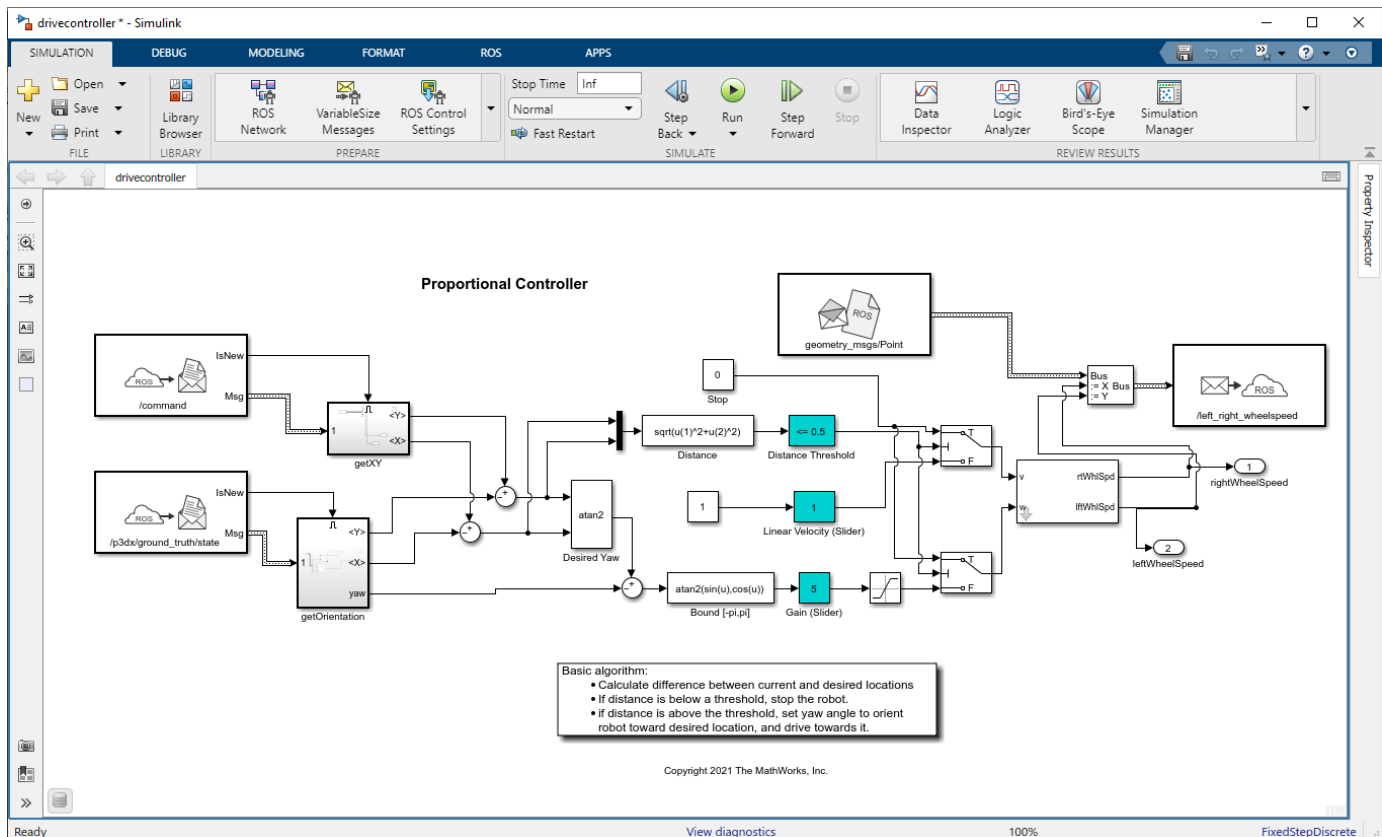 drivecontroller * - Simulink
SIMULATION DEBUG MODELING FORMAT ROS APPS
New
Open
Save
Print
FILE
Library
Browser
LIBRARY
ROS
Network
VariableSize
Messages
ROS Control
Settings
PREPARE
Stop Time Inf
Normal
Fast Restart
Step
Back
Run
Step
Forward
Stop
SIMULATE
Data
Inspector
Logic
Analyzer
Bird's-Eye
Scope
Simulation
Manager
REVIEW RESULTS
drivecontroller
Property Inspector
Proportional Controller
ROS
IsNew
Msg
/command
1
<Y>
<X>
getXY
ROS
IsNew
Msg
/p3dx/ground_truth/state
1
<Y>
<X>
yaw
getOrientation
atan2
Desired Yaw
sqrt(u(1)^2+u(2)^2)
Distance
<= 0.5
Distance Threshold
0
Stop
1
1
Linear Velocity (Slider)
atan2(sin(u),cos(u))
Bound [-pi,pi]
5
Gain (Slider)
T
F
T
F
ROS
geometry_msgs/Point
Bus
:= X Bus
:= Y
ROS
/left_right_wheelspeed
v
w
rtWhlSpd
lftWhlSpd
1
rightWheelSpeed
2
leftWheelSpeed
Basic algorithm:
• Calculate difference between current and desired locations
• If distance is below a threshold, stop the robot.
• if distance is above the threshold, set yaw angle to orient
robot toward desired location, and drive towards it.
Copyright 2021 The MathWorks, Inc.
Ready View diagnostics 100% FixedStepDiscrete